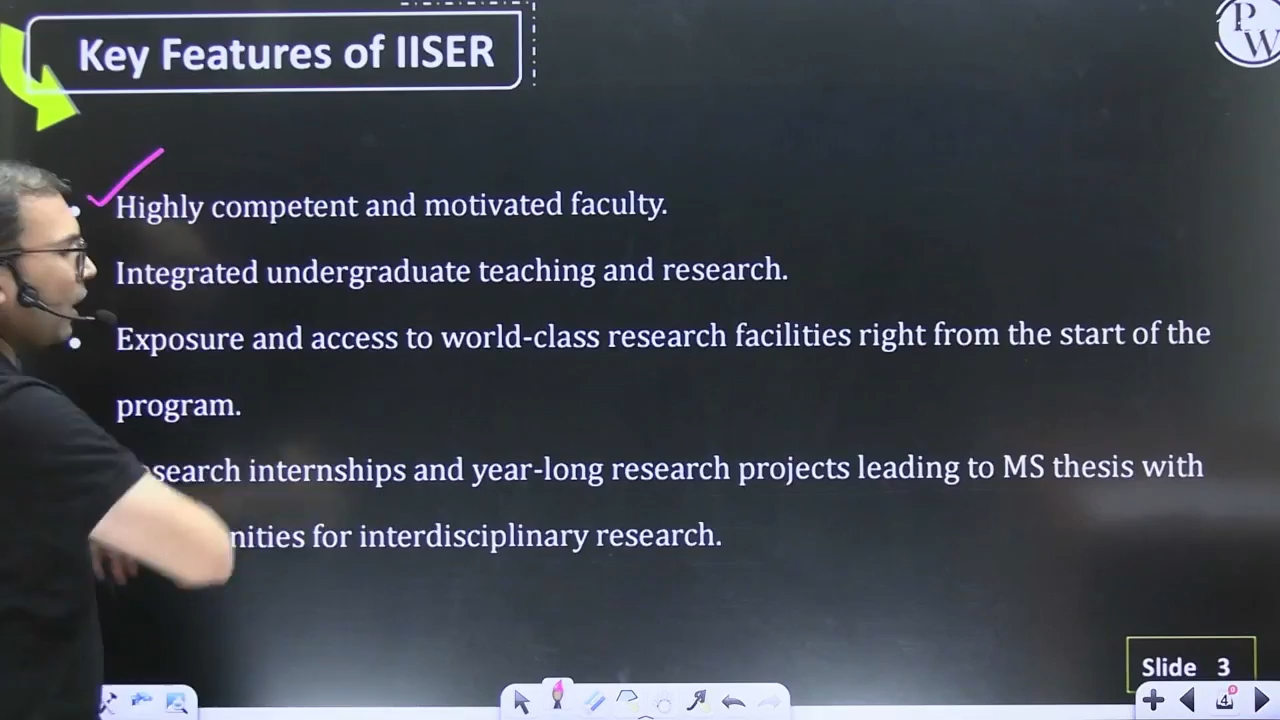 Key Features of IISER
PW
Highly competent and motivated faculty.
Integrated undergraduate teaching and research.
Exposure and access to world-class research facilities right from the start of the
program.
internships and year-long research projects leading to MS thesis with
for interdisciplinary research.
Slide 3
4